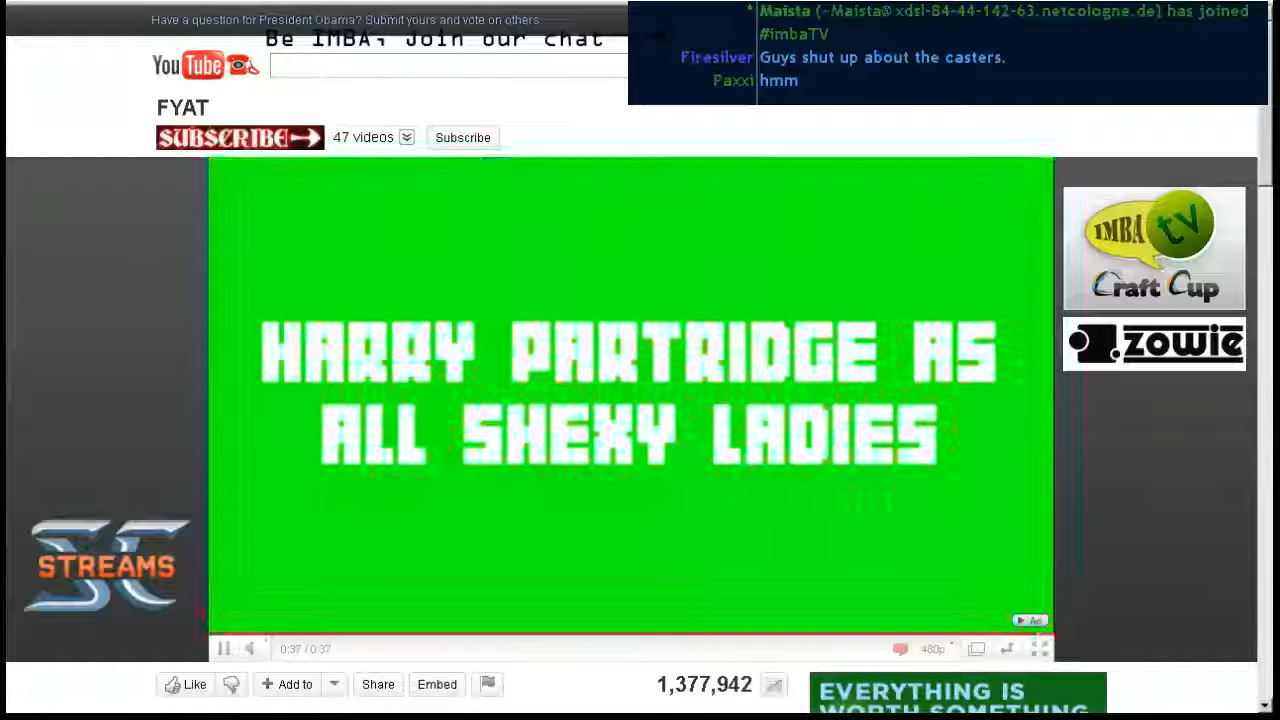 Have a question for President Obama? Submit yours and vote on others
Be IMBA, Join our chat
* Maista (~Maista@xdsl-84-44-142-63.netcologne.de) has joined
#imbaTV
Firesilver Guys shut up about the casters.
Paxxi hmm
YouTube
FYAT
SUBSCRIBE
47 videos
Subscribe
HARRY PARTRIDGE AS
ALL SHEXY LADIES
IMBA tv
Craft Cup
ZOWIE
SC
STREAMS
Ad
0:37 / 0:37
480p
Like
Add to
Share
Embed
1,377,942
EVERYTHING IS
WORTH SOMETHING